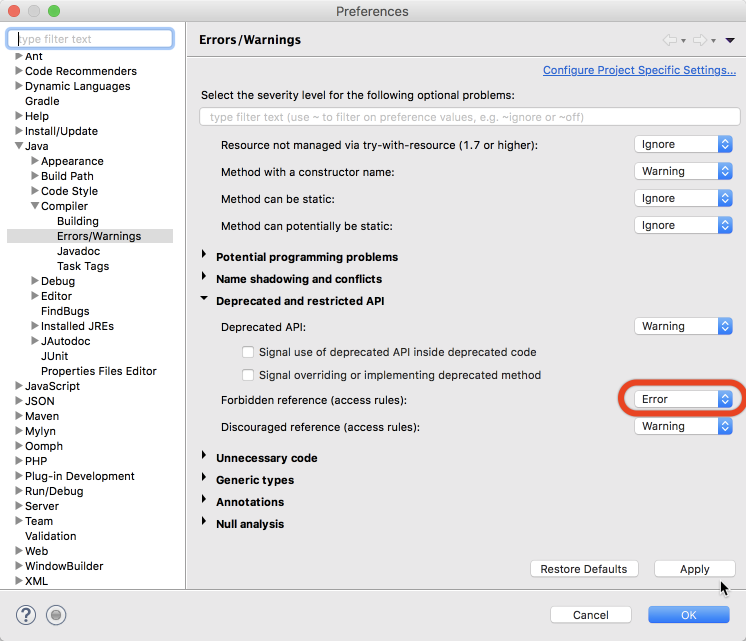 Preferences
type filter text
Ant
Code Recommenders
Dynamic Languages
Gradle
Help
Install/Update
Java
Appearance
Build Path
Code Style
Compiler
Building
Errors/Warnings
Javadoc
Task Tags
Debug
Editor
FindBugs
Installed JREs
JAutodoc
JUnit
Properties Files Editor
JavaScript
JSON
Maven
Mylyn
Oomph
PHP
Plug-in Development
Run/Debug
Server
Team
Validation
Web
WindowBuilder
XML
Errors/Warnings
Configure Project Specific Settings...
Select the severity level for the following optional problems:
type filter text (use ~ to filter on preference values, e.g. ~ignore or ~off)
Resource not managed via try-with-resource (1.7 or higher): Ignore
Method with a constructor name: Warning
Method can be static: Ignore
Method can potentially be static: Ignore
Potential programming problems
Name shadowing and conflicts
Deprecated and restricted API
Deprecated API: Warning
Signal use of deprecated API inside deprecated code
Signal overriding or implementing deprecated method
Forbidden reference (access rules): Error
Discouraged reference (access rules): Warning
Unnecessary code
Generic types
Annotations
Null analysis
Restore Defaults Apply
? Cancel OK